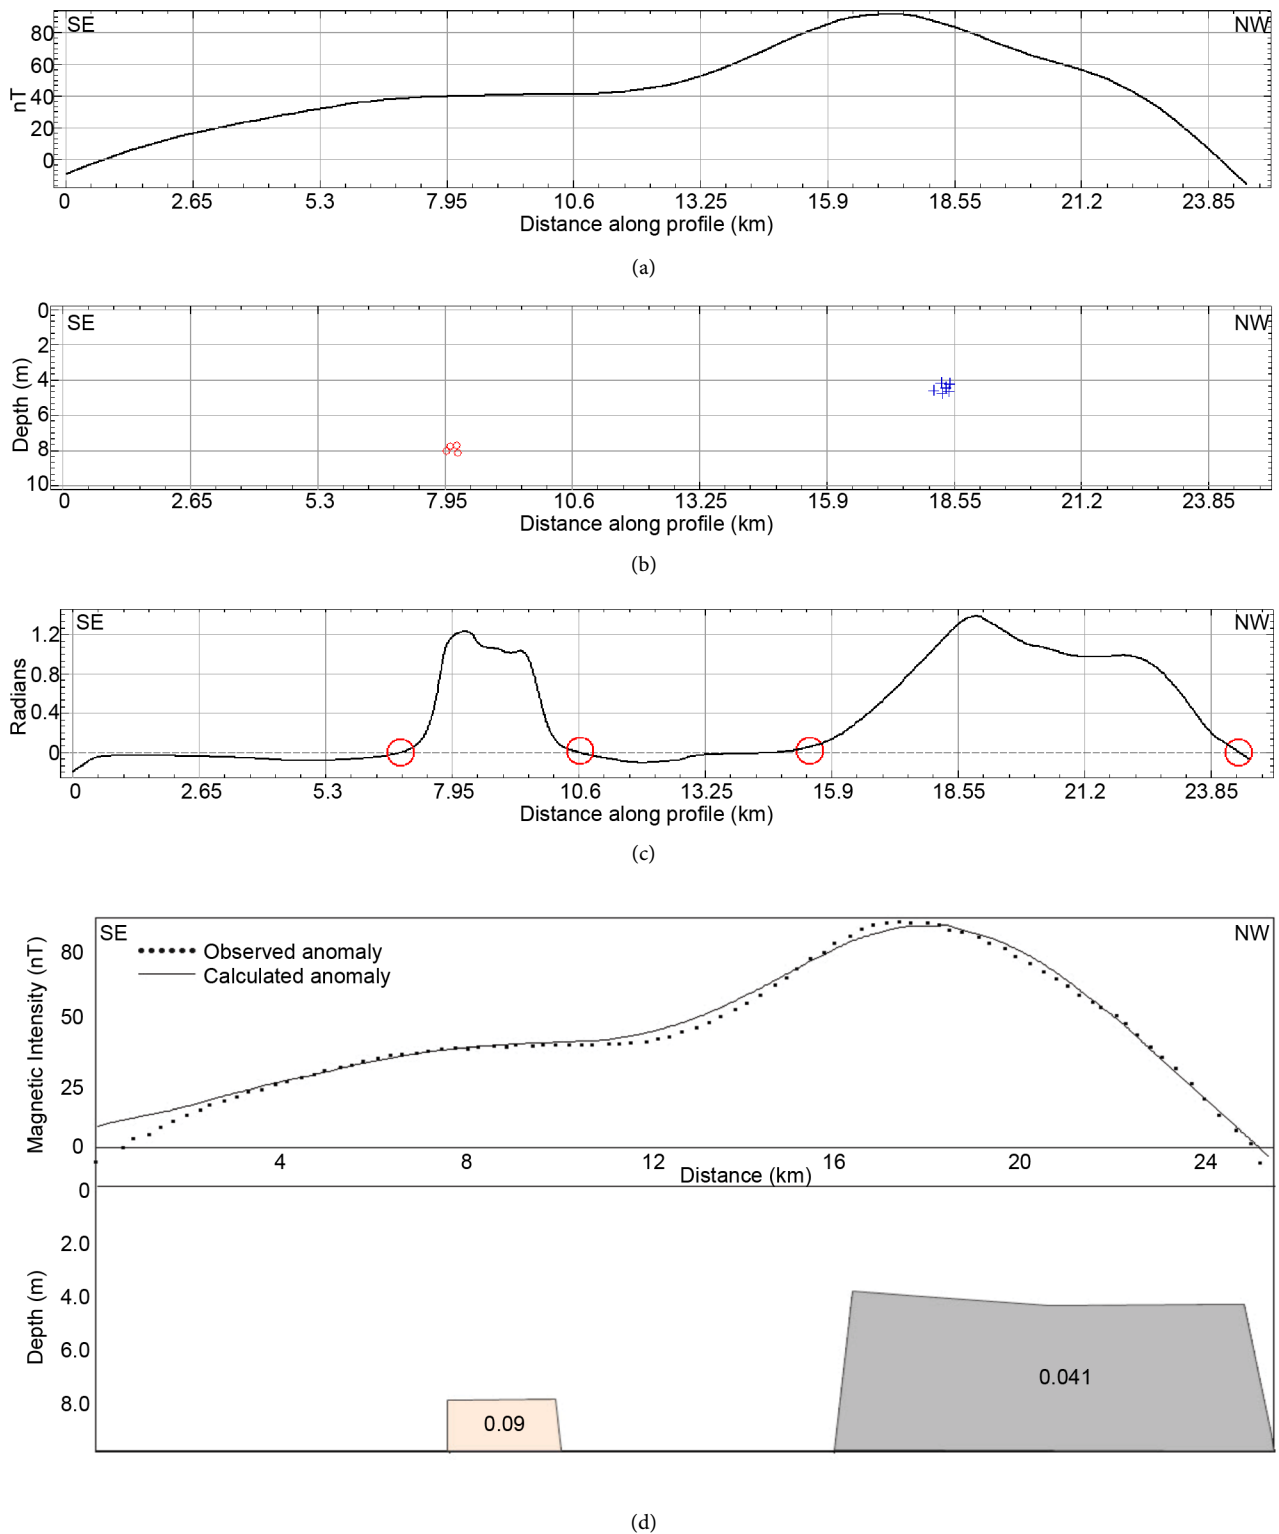 SE
NW
80
60
40
20
0
nT
0 2.65 5.3 7.95 10.6 13.25 15.9 18.55 21.2 23.85
Distance along profile (km)
(a)
SE
NW
0
2
4
6
8
10
Depth (m)
0 2.65 5.3 7.95 10.6 13.25 15.9 18.55 21.2 23.85
Distance along profile (km)
(b)
SE
NW
1.2
0.8
0.4
0
Radians
0 2.65 5.3 7.95 10.6 13.25 15.9 18.55 21.2 23.85
Distance along profile (km)
(c)
SE
NW
Observed anomaly
Calculated anomaly
80
50
25
0
Magnetic Intensity (nT)
4 8 12 16 20 24
Distance (km)
0
2.0
4.0
6.0
8.0
Depth (m)
0.041
0.09
(d)